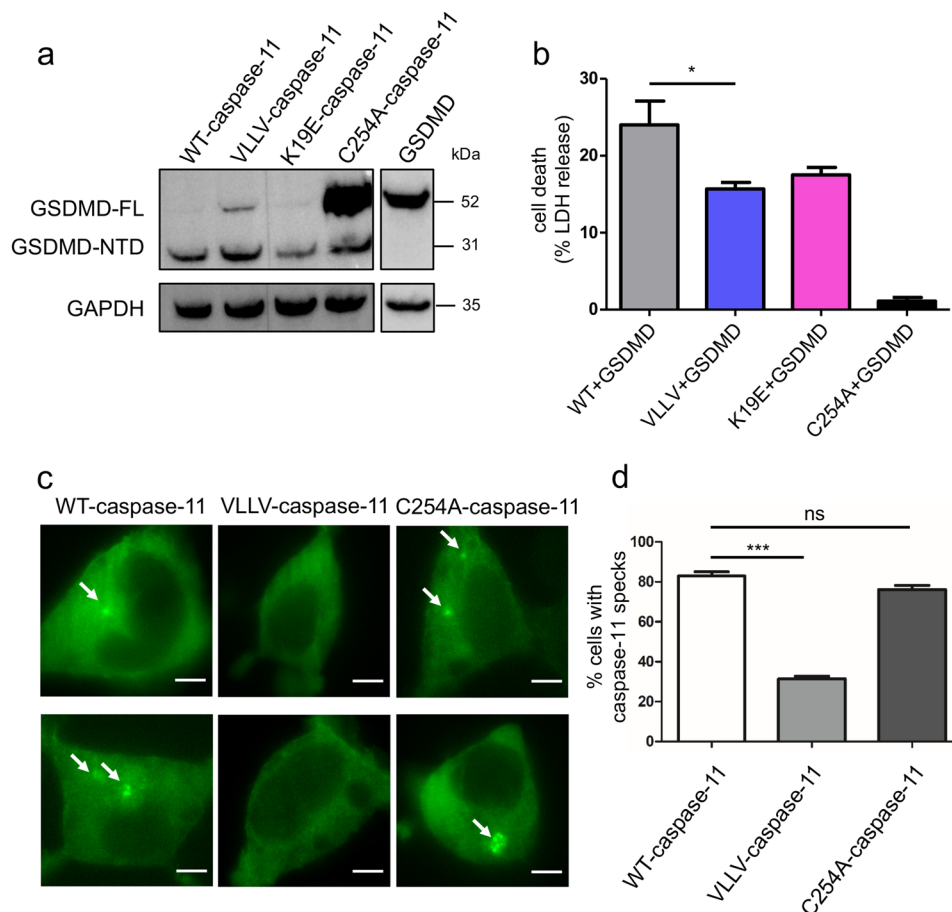 a
WT-caspase-11
VLLV-caspase-11
K19E-caspase-11
C254A-caspase-11
GSDMD
kDa
GSDMD-FL
52
GSDMD-NTD
31
GAPDH
35
b
cell death
(% LDH release)
30
20
10
0
*
WT+GSDMD
VLLV+GSDMD
K19E+GSDMD
C254A+GSDMD
c
WT-caspase-11 VLLV-caspase-11 C254A-caspase-11
d
% cells with
caspase-11 specks
100
80
60
40
20
0
ns
***
WT-caspase-11
VLLV-caspase-11
C254A-caspase-11